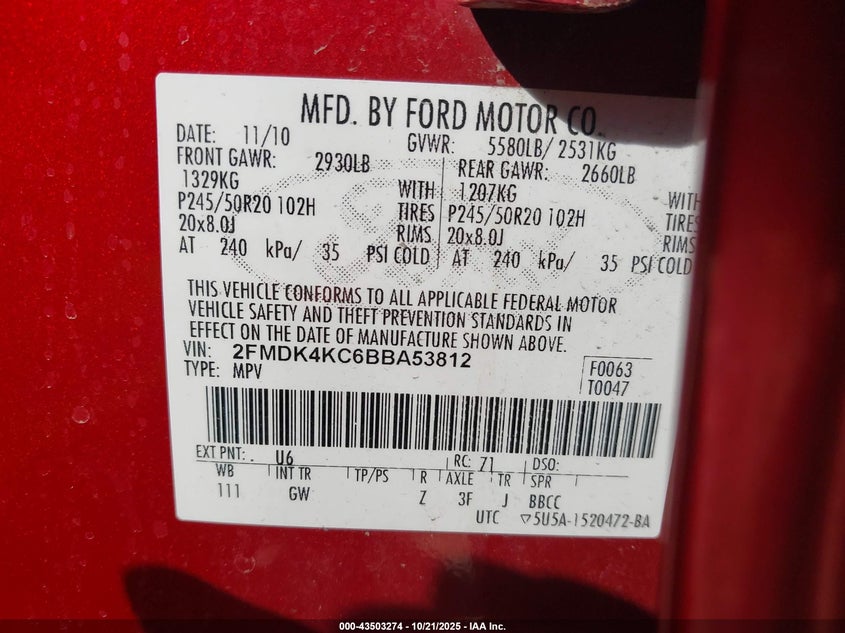 MFD. BY FORD MOTOR CO.
DATE: 11/10 GVWR: 5580LB/ 2531KG
FRONT GAWR: 2930LB REAR GAWR: 2660LB
1329KG WITH 1207KG WITH
P245/50R20 102H TIRES P245/50R20 102H TIRES
20x8.0J RIMS 20x8.0J RIMS
AT 240 kPa/ 35 PSI COLD AT 240 kPa/ 35 PSI COLD
THIS VEHICLE CONFORMS TO ALL APPLICABLE FEDERAL MOTOR
VEHICLE SAFETY AND THEFT PREVENTION STANDARDS IN
EFFECT ON THE DATE OF MANUFACTURE SHOWN ABOVE.
VIN: 2FMDK4KC6BBA53812 F0063
TYPE: MPV T0047
EXT PNT: U6 RC: 71 DSO:
WB INT TR TP/PS R AXLE TR SPR
111 GW Z 3F J BBCC
UTC ▽5U5A-1520472-BA
000-43503274 - 10/21/2025 - IAA Inc.